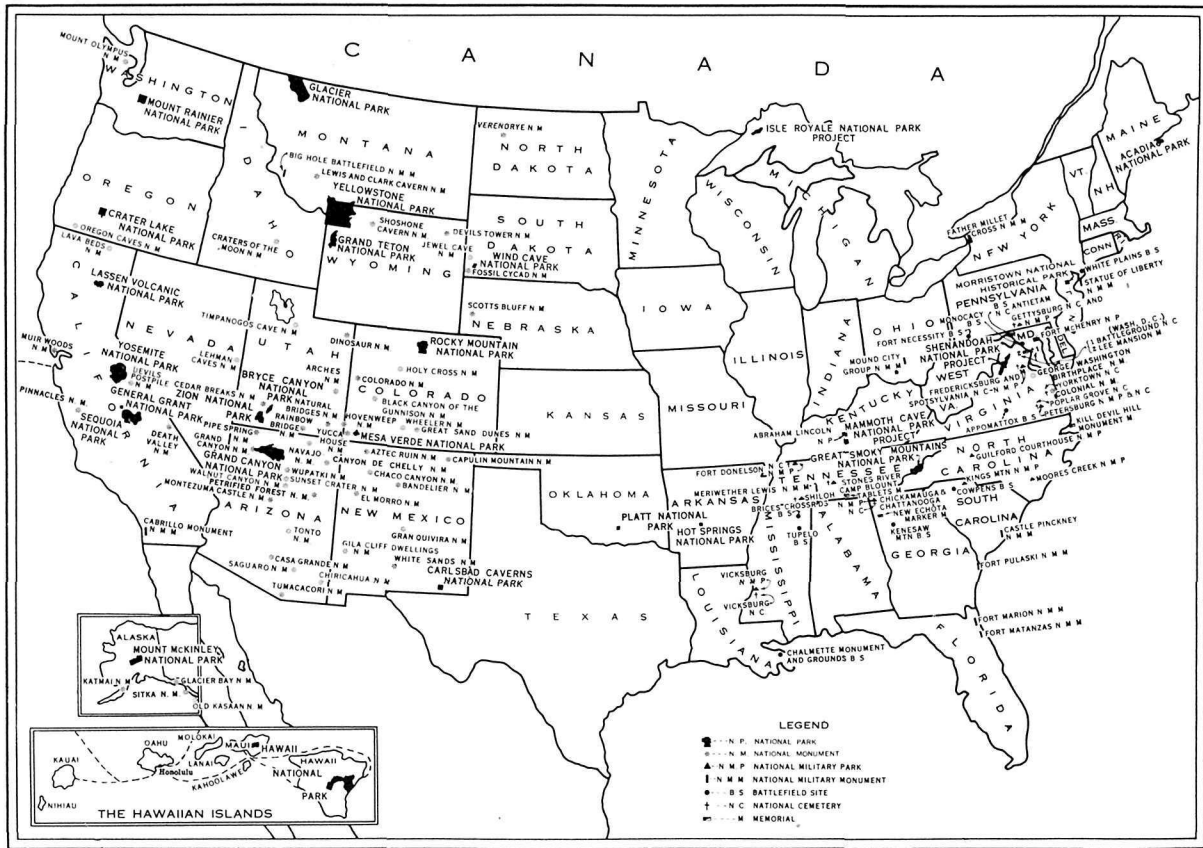 C A N A D A
MOUNT OLYMPUS
N M
WASHINGTON
MOUNT RAINIER
NATIONAL PARK
GLACIER
NATIONAL PARK
MONTANA
BIG HOLE BATTLEFIELD N M M
LEWIS AND CLARK CAVERN N M
YELLOWSTONE
NATIONAL PARK
IDAHO
CRATERS OF THE
MOON N M
OREGON
CRATER LAKE
NATIONAL PARK
OREGON CAVES N M
LAVA BEDS
N M
LASSEN VOLCANIC
NATIONAL PARK
CALIFORNIA
SHOSHONE
CAVERN N M
DEVILS TOWER N M
GRAND TETON
NATIONAL PARK
WYOMING
VERENDRYE N M
NORTH
DAKOTA
SOUTH
DAKOTA
JEWEL CAVE
N M
WIND CAVE
NATIONAL PARK
FOSSIL CYCAD N M
SCOTTS BLUFF N M
NEBRASKA
MINNESOTA
WISCONSIN
MICHIGAN
ISLE ROYALE NATIONAL PARK
PROJECT
IOWA
ILLINOIS
INDIANA
OHIO
MISSOURI
KANSAS
MAINE
ACADIA
NATIONAL PARK
VT.
NH
MASS.
CONN
FATHER MILLET
CROSS N M M
NEW YORK
MORRISTOWN NATIONAL
HISTORICAL PARK
PENNSYLVANIA
WHITE PLAINS B S
STATUE OF LIBERTY
N M M
ANTIETAM
B S
N C
MONOCACY
B S
GETTYSBURG N C AND
N M P
FORT NECESSITY B S
MD
FORT McHENRY N P
DEL
(WASH, D. C.)
BATTLEGROUND N C
LEE MANSION
SHENANDOAH
NATIONAL PARK
PROJECT
WEST
VIRGINIA
GEORGE WASHINGTON
BIRTHPLACE N M
YORKTOWN N C
COLONIAL N M
POPLAR GROVE N C
PETERSBURG N M P & N C
FREDERICKSBURG AND
SPOTSYLVANIA N C-N M P
VA
APPOMATTOX B S
MOUND CITY
GROUP N M
KENTUCKY
MAMMOTH CAVE
NATIONAL PARK
PROJECT
ABRAHAM LINCOLN
N P
GREAT SMOKY MOUNTAINS
NATIONAL PARK
TENNESSEE
NORTH
CAROLINA
KILL DEVIL HILL
MONUMENT M
GUILFORD COURTHOUSE N M P
KINGS MTN N M P
MOORES CREEK N M P
COWPENS B S
SOUTH
CAROLINA
CASTLE PINCKNEY
N M M
FORT DONELSON
MERIWETHER LEWIS N M
STONES RIVER
CAMP BLOUNT
TABLETS M
SHILOH
N M P
N C
BRICES CROSSRDS
B S
CHICKAMAUGA &
CHATTANOOGA
NEW ECHOTA
MARKER M
KENESAW
MTN B S
TUPELO
B S
GEORGIA
ALABAMA
MISSISSIPPI
VICKSBURG
N M P
VICKSBURG
N C
LOUISIANA
CHALMETTE MONUMENT
AND GROUNDS B S
FORT PULASKI N M
FORT MARION N M M
FORT MATANZAS N M M
FLORIDA
ARKANSAS
HOT SPRINGS
NATIONAL PARK
OKLAHOMA
PLATT NATIONAL
PARK
TEXAS
NEVADA
LEHMAN
CAVES N M
TIMPANOGOS CAVE N M
UTAH
DINOSAUR N M
ARCHES
N M
ROCKY MOUNTAIN
NATIONAL PARK
HOLY CROSS N M
COLORADO N M
COLORADO
BLACK CANYON OF THE
GUNNISON N M
WHEELER N M
GREAT SAND DUNES N M
HOVENWEEP
N M
YUCCA
HOUSE
N M
MESA VERDE NATIONAL PARK
MUIR WOODS
N M
YOSEMITE
NATIONAL PARK
DEVILS
POSTPILE
N M
CEDAR BREAKS N M
ZION NATIONAL
PARK
BRYCE CANYON
NATIONAL
PARK
NATURAL
BRIDGES N M
RAINBOW
BRIDGE
N M
GENERAL GRANT
NATIONAL PARK
PINNACLES N M
SEQUOIA
NATIONAL
PARK
PIPE SPRING
N M
DEATH
VALLEY
N M
GRAND
CANYON N M
GRAND CANYON
NATIONAL PARK
NAVAJO
N M
WUPATKI N M
WALNUT CANYON N M
SUNSET CRATER N M
PETRIFIED FOREST N M
MONTEZUMA CASTLE N M
ARIZONA
AZTEC RUIN N M
CAPULIN MOUNTAIN N M
CANYON DE CHELLY N M
CHACO CANYON N M
BANDELIER N M
EL MORRO N M
NEW MEXICO
GRAN QUIVIRA N M
GILA CLIFF DWELLINGS
N M
WHITE SANDS N M
CARLSBAD CAVERNS
NATIONAL PARK
CABRILLO MONUMENT
N M M
TONTO
N M
CASA GRANDE N M
SAGUARO N M
CHIRICAHUA N M
TUMACACORI N M
ALASKA
MOUNT McKINLEY
NATIONAL PARK
KATMAI N M
GLACIER BAY N M
SITKA N. M.
OLD KASAAN N M
KAUAI
NIHIAU
OAHU
Honolulu
MOLOKAI
LANAI
MAUI
KAHOOLAWE
HAWAII
HAWAII
NATIONAL
PARK
THE HAWAIIAN ISLANDS
LEGEND
N P. NATIONAL PARK
N M. NATIONAL MONUMENT
N M P NATIONAL MILITARY PARK
N M M NATIONAL MILITARY MONUMENT
B S BATTLEFIELD SITE
N C NATIONAL CEMETERY
M MEMORIAL